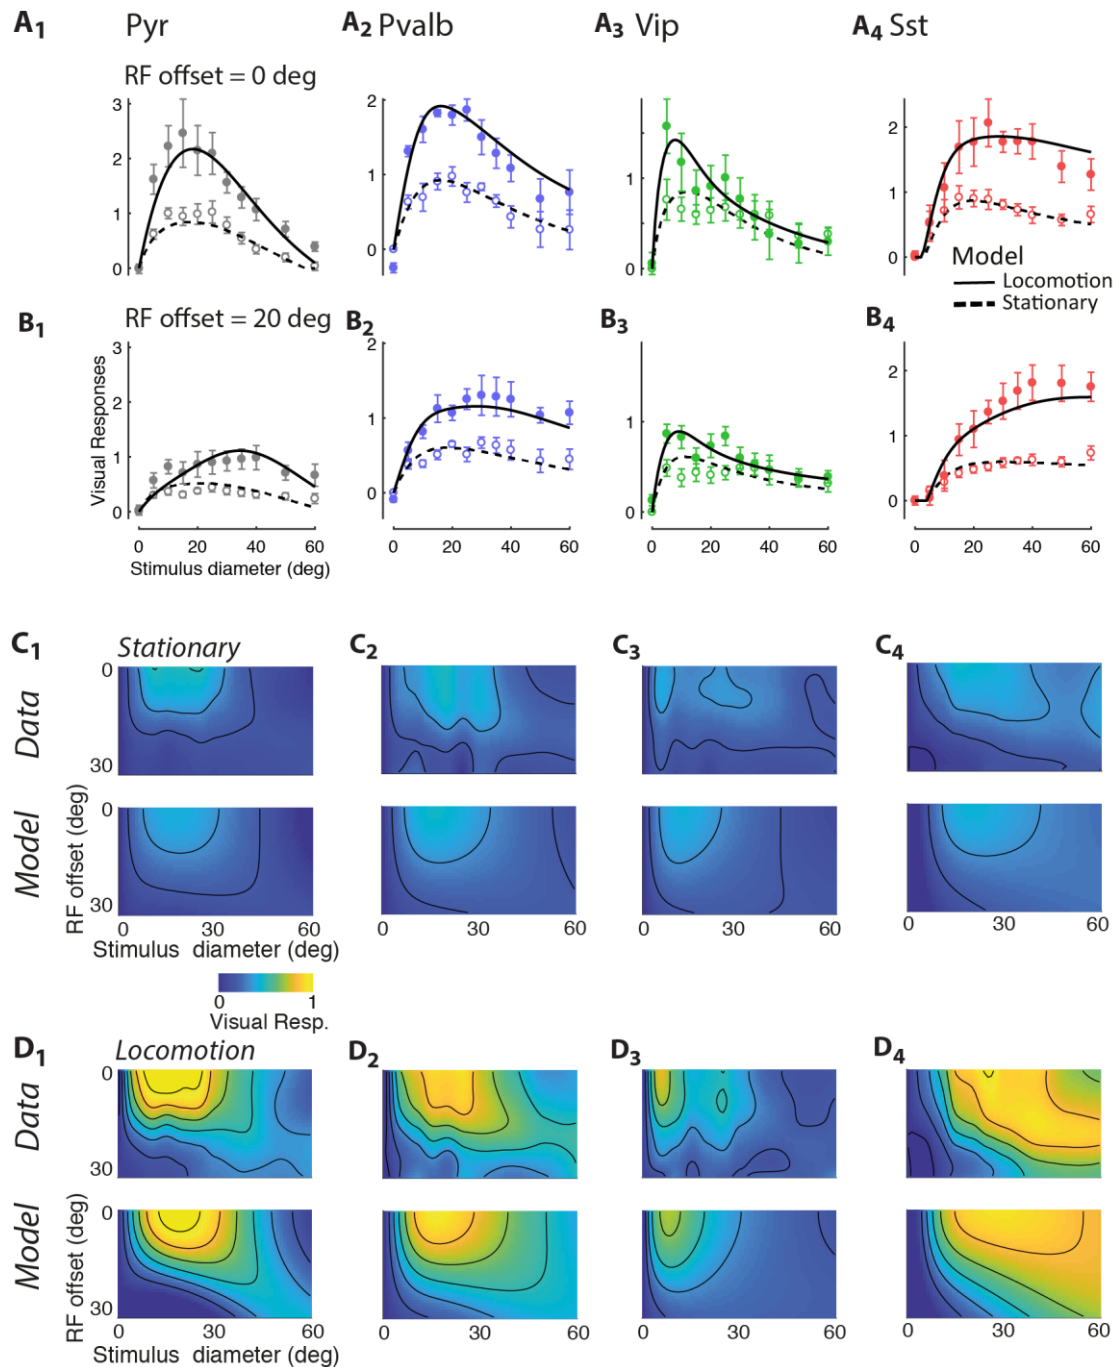 A1 Pyr A2 Pvalb A3 Vip A4 Sst
RF offset = 0 deg
3
2
1
0
2
1
0
1
0
2
1
0
Model
Locomotion
Stationary
B1 RF offset = 20 deg B2 B3 B4
Visual Responses
3
2
1
0
2
1
0
1
0
2
1
0
0 20 40 60 0 20 40 60 0 20 40 60 0 20 40 60
Stimulus diameter (deg)
C1 Stationary C2 C3 C4
Data
0
30
Model
RF offset (deg)
0
30
0 30 60 0 30 60 0 30 60 0 30 60
Stimulus diameter (deg)
0 1
Visual Resp.
D1 Locomotion D2 D3 D4
Data
0
30
Model
RF offset (deg)
0
30
0 30 60 0 30 60 0 30 60 0 30 60
Stimulus diameter (deg)